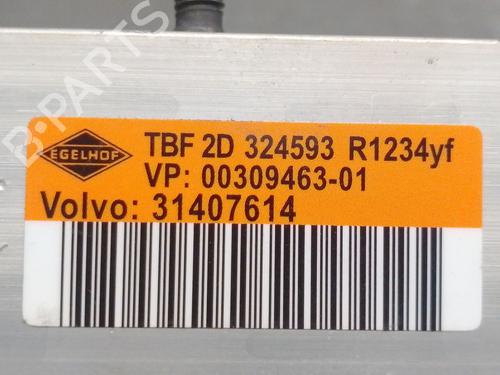 B-PARTS
EGELHOF
TBF 2D 324593 R1234yf
VP: 00309463-01
Volvo: 31407614